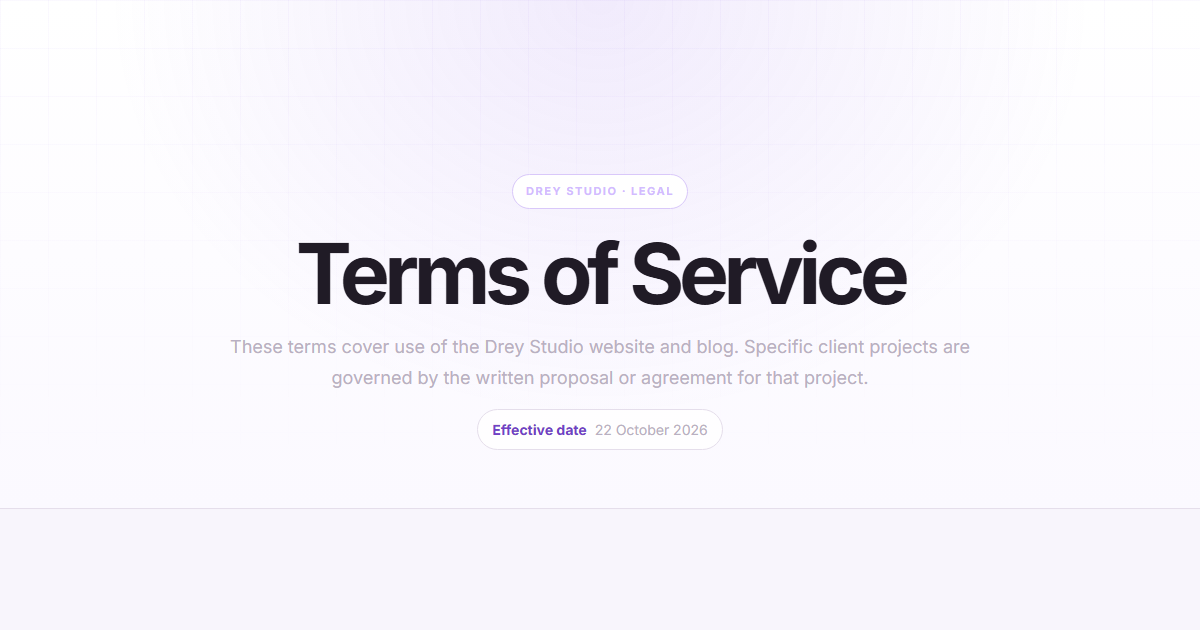 DREY STUDIO · LEGAL
Terms of Service
These terms cover use of the Drey Studio website and blog. Specific client projects are
governed by the written proposal or agreement for that project.
Effective date 22 October 2026